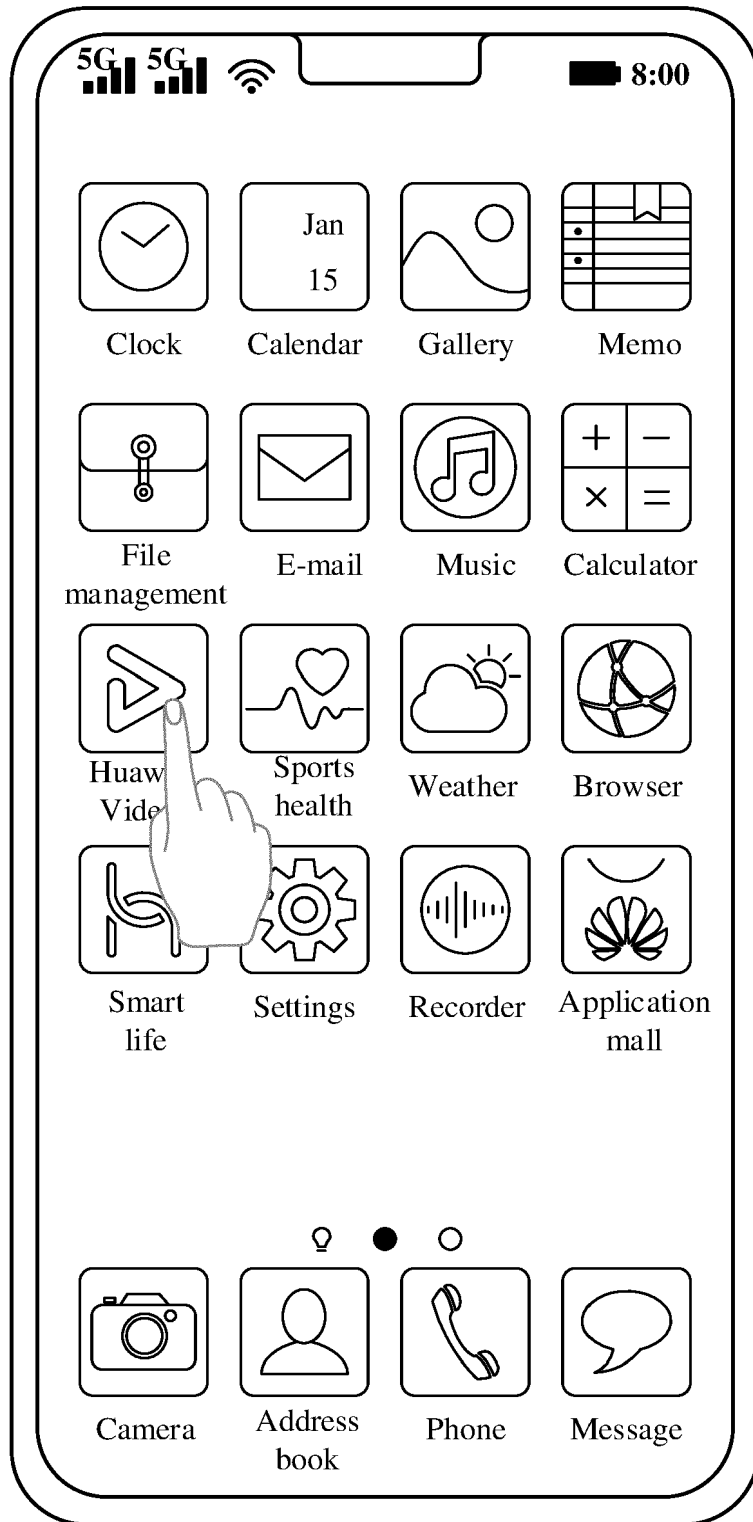 5G 5G 8:00
Jan
15
Clock Calendar Gallery Memo
File
management E-mail Music Calculator
Sports
health Weather Browser
Smart
life Settings Recorder Application
mall
Camera Address
book Phone Message